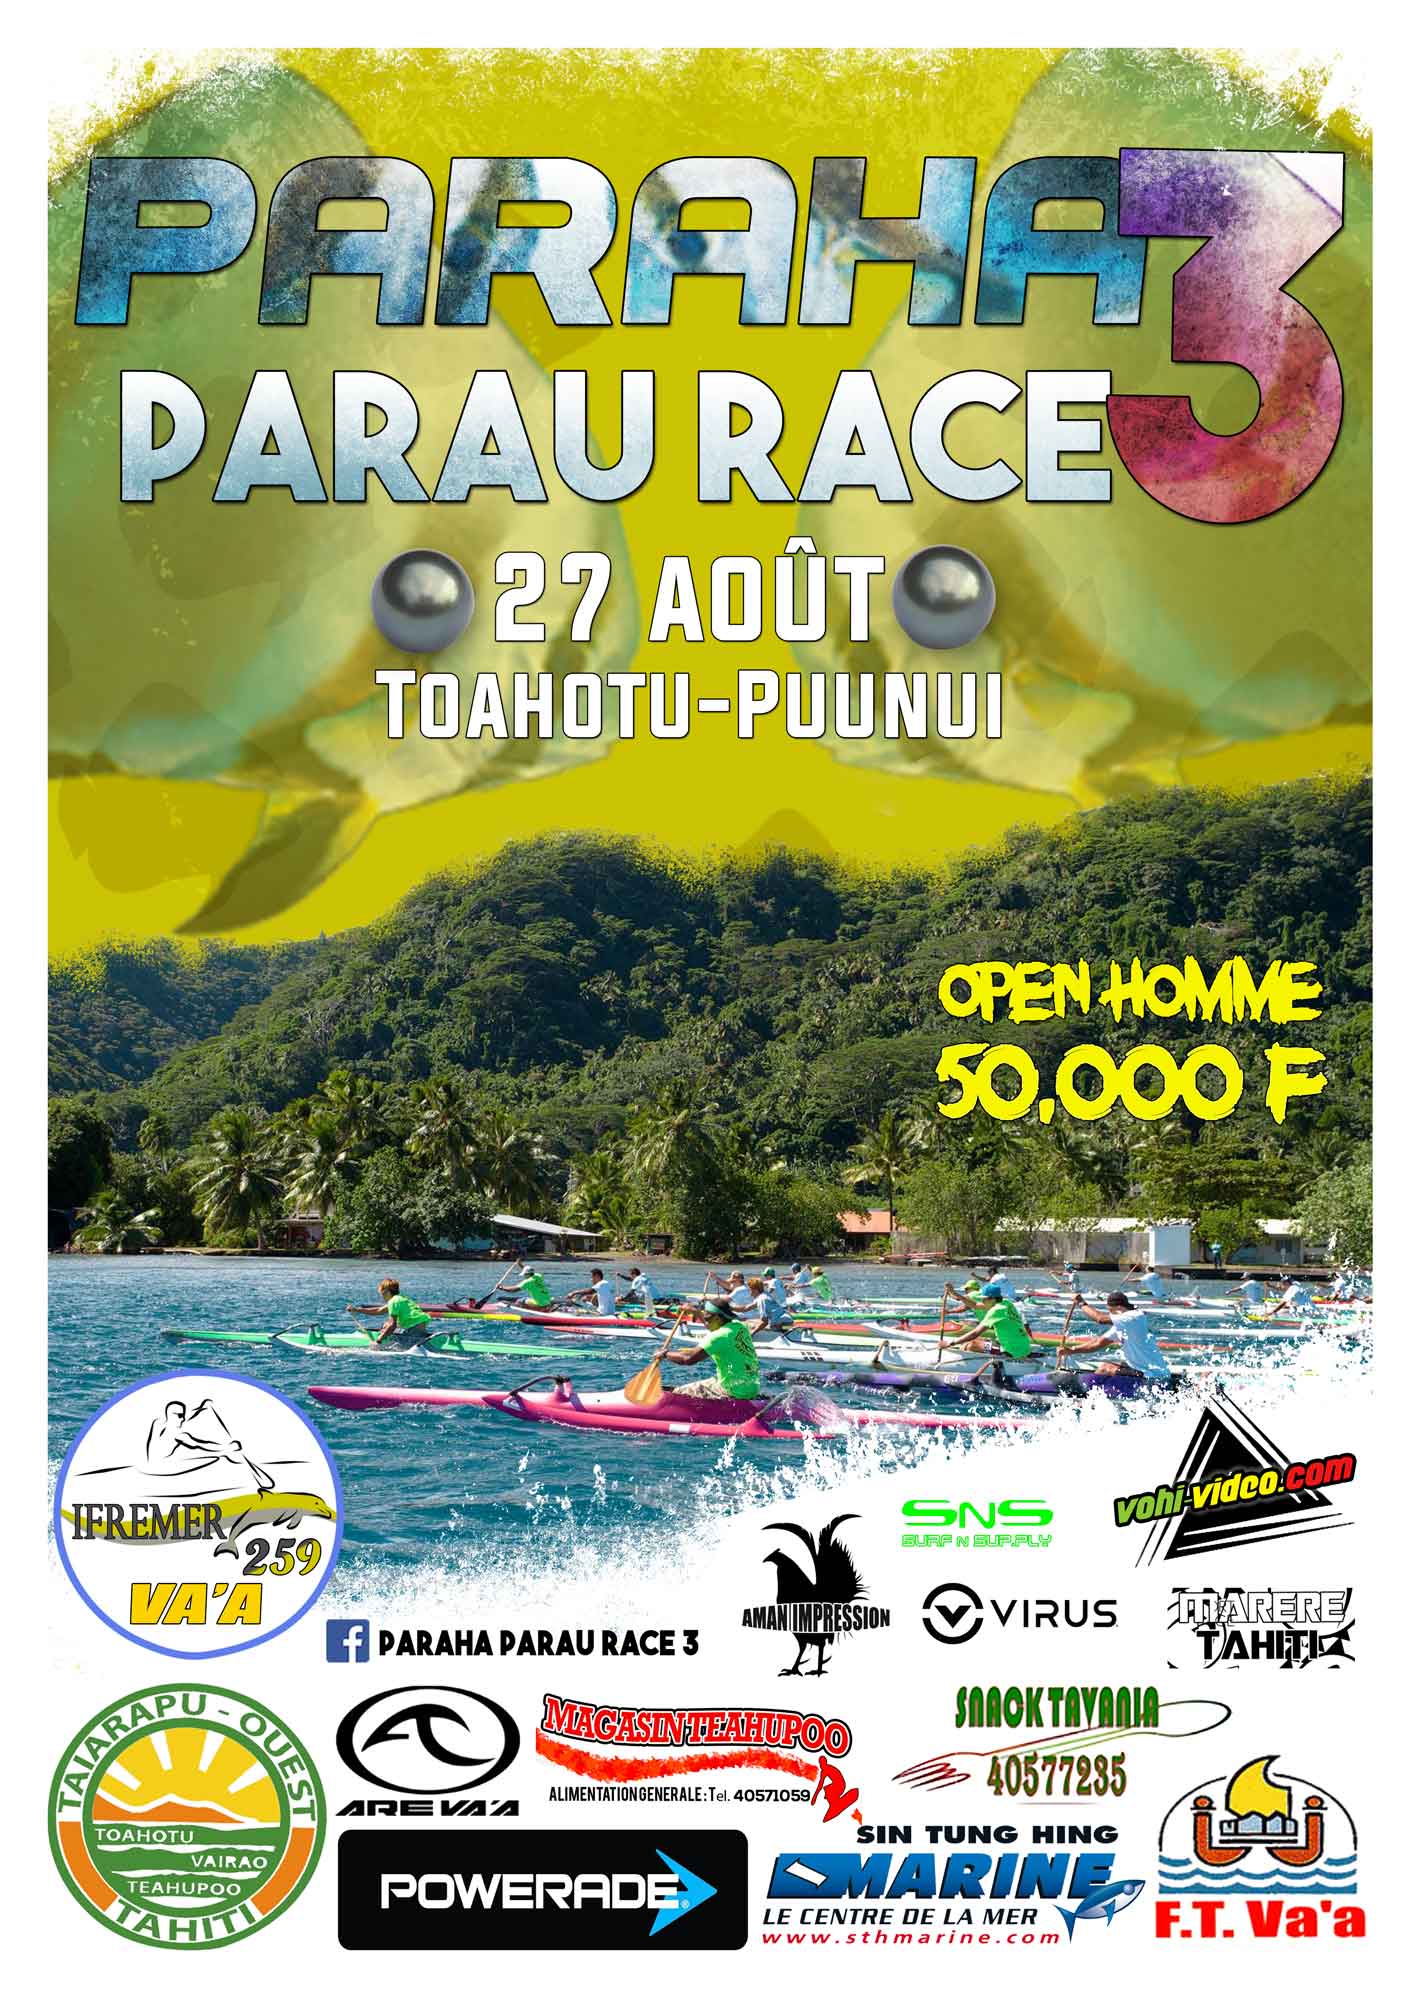 PARAHA 3
PARAU RACE
27 AOÛT
TOAHOTU-PUUNUI
OPEN HOMME
50,000 F
IFREMER
259
VA'A
PARAHA PARAU RACE 3
AMAN IMPRESSION
SNS
SURF N SUPPLY
vohi-video.com
VIRUS
MARERE
TAHITI
TAIARAPU - OUEST
TOAHOTU
VAIRAO
TEAHUPOO
TAHITI
ARE VA'A
MAGASIN TEAHUPOO
ALIMENTATION GENERALE : Tel. 40571059
SNACK TAVANIA
40577235
POWERADE
SIN TUNG HING
MARINE
LE CENTRE DE LA MER
www.sthmarine.com
F.T. Va'a